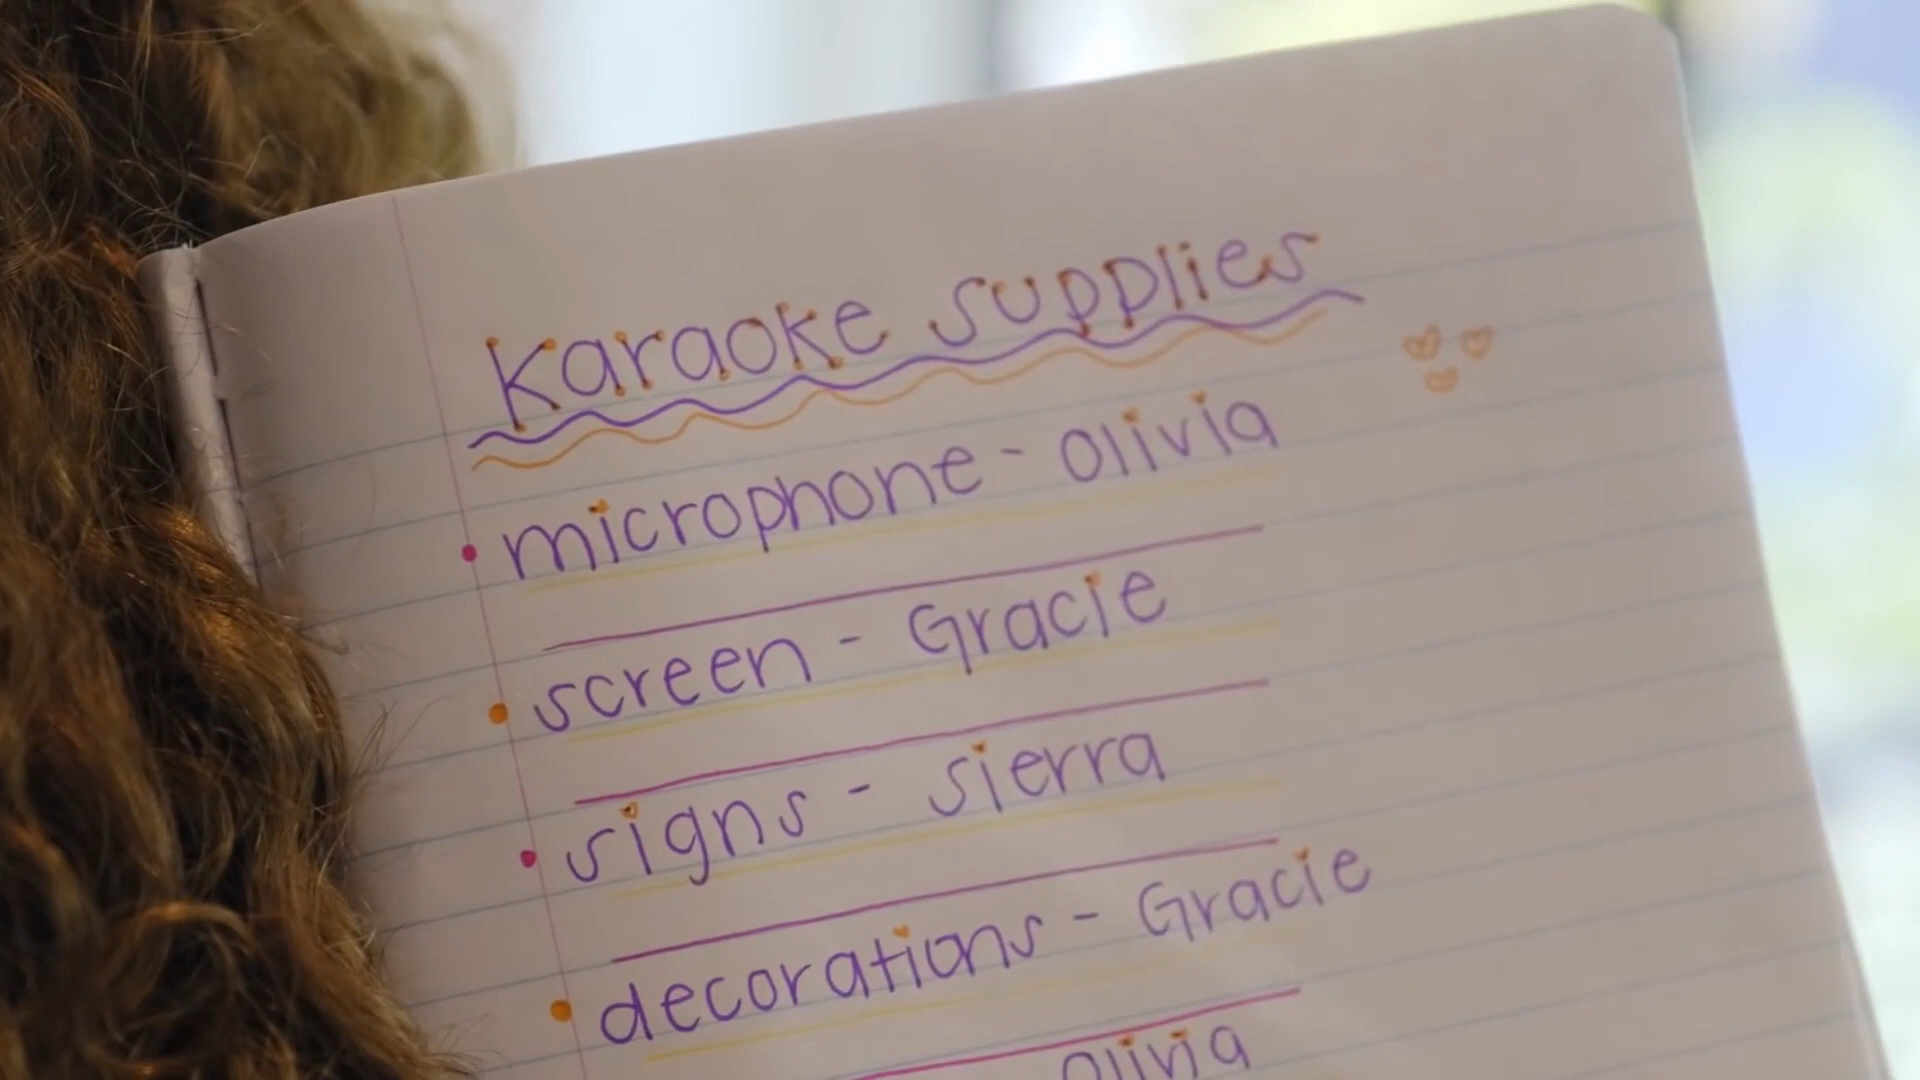 Karaoke supplies
microphone - olivia
screen - Gracie
signs - sierra
decorations - Gracie
olivia